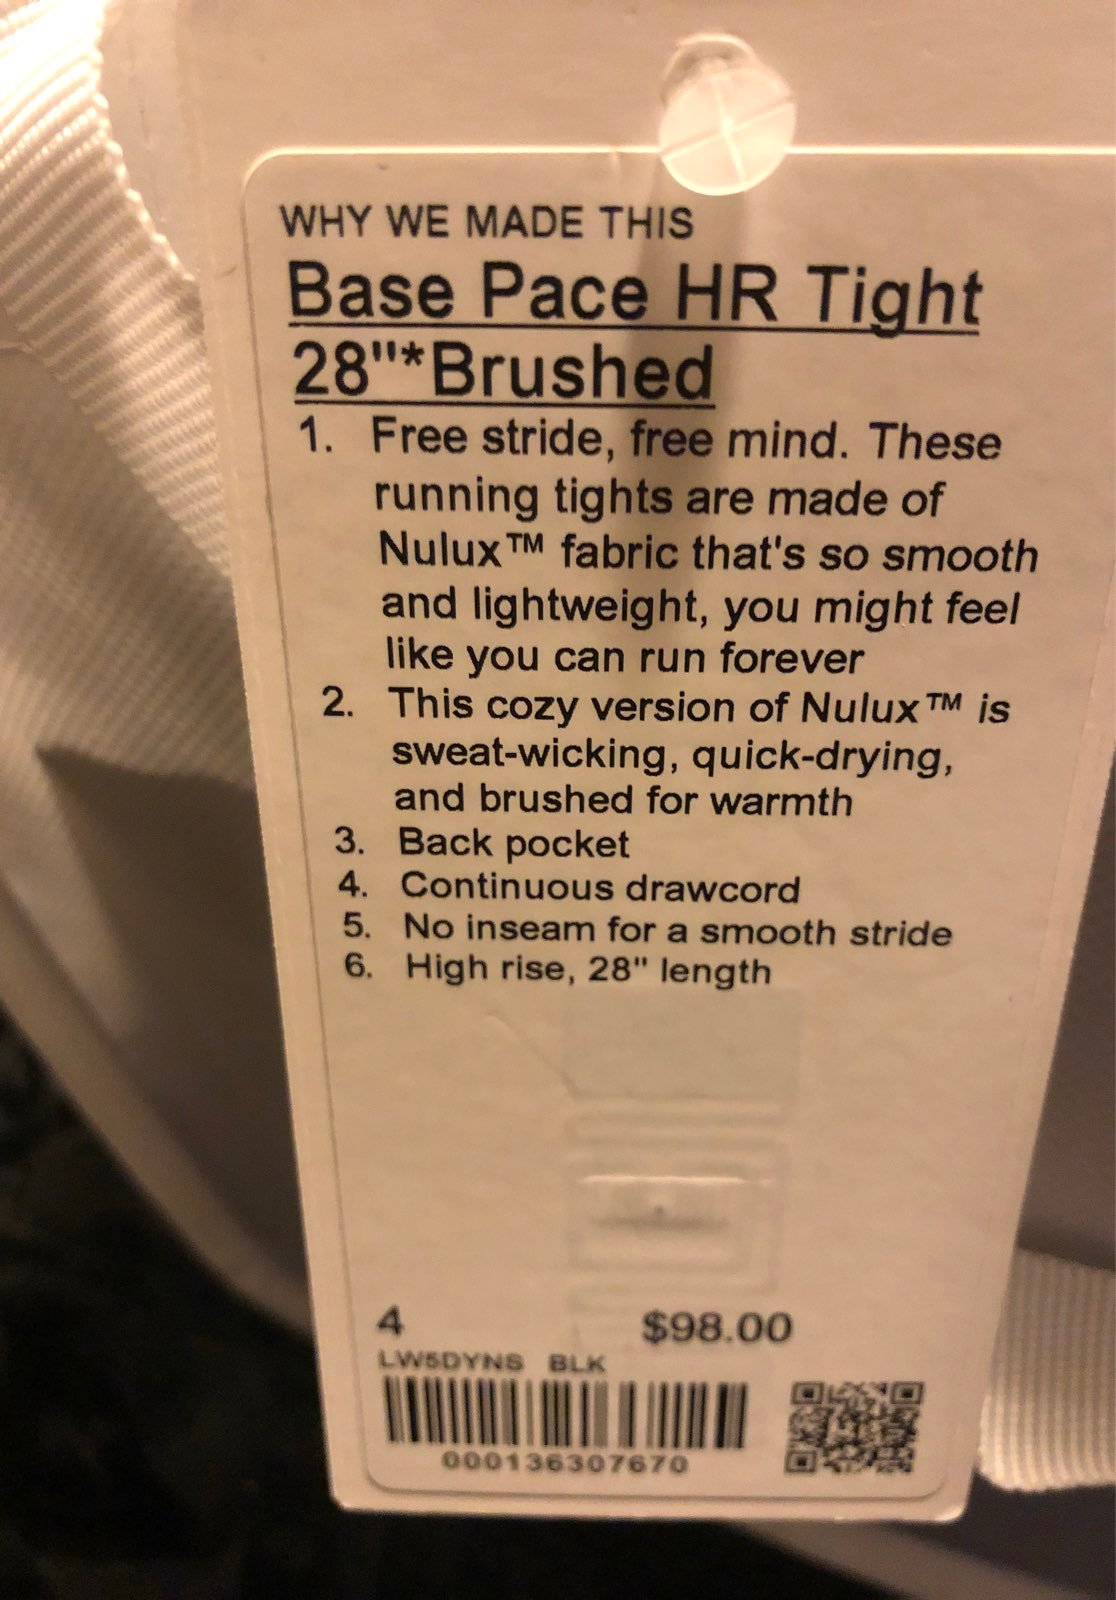 WHY WE MADE THIS
Base Pace HR Tight
28"*Brushed
1. Free stride, free mind. These
running tights are made of
Nulux™ fabric that's so smooth
and lightweight, you might feel
like you can run forever
2. This cozy version of Nulux™ is
sweat-wicking, quick-drying,
and brushed for warmth
3. Back pocket
4. Continuous drawcord
5. No inseam for a smooth stride
6. High rise, 28" length
4 $98.00
LW5DYNS BLK
000136307670